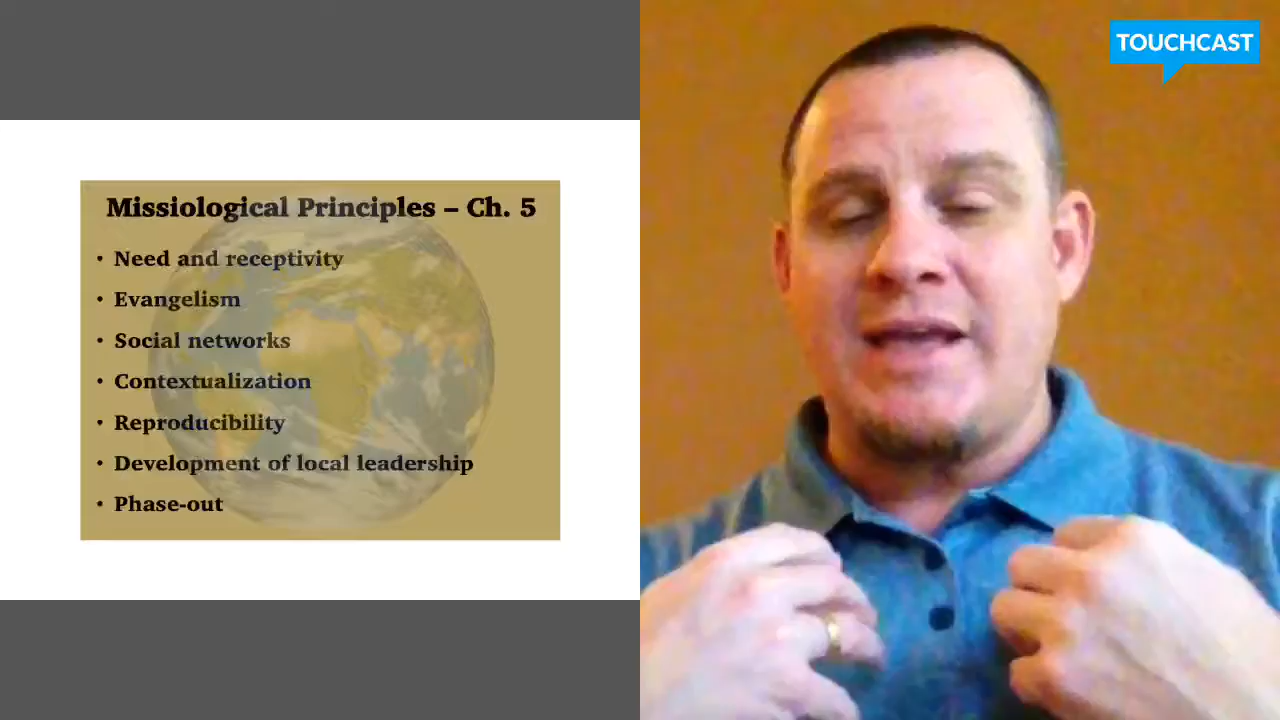 Missiological Principles – Ch. 5
• Need and receptivity
• Evangelism
• Social networks
• Contextualization
• Reproducibility
• Development of local leadership
• Phase-out
TOUCHCAST